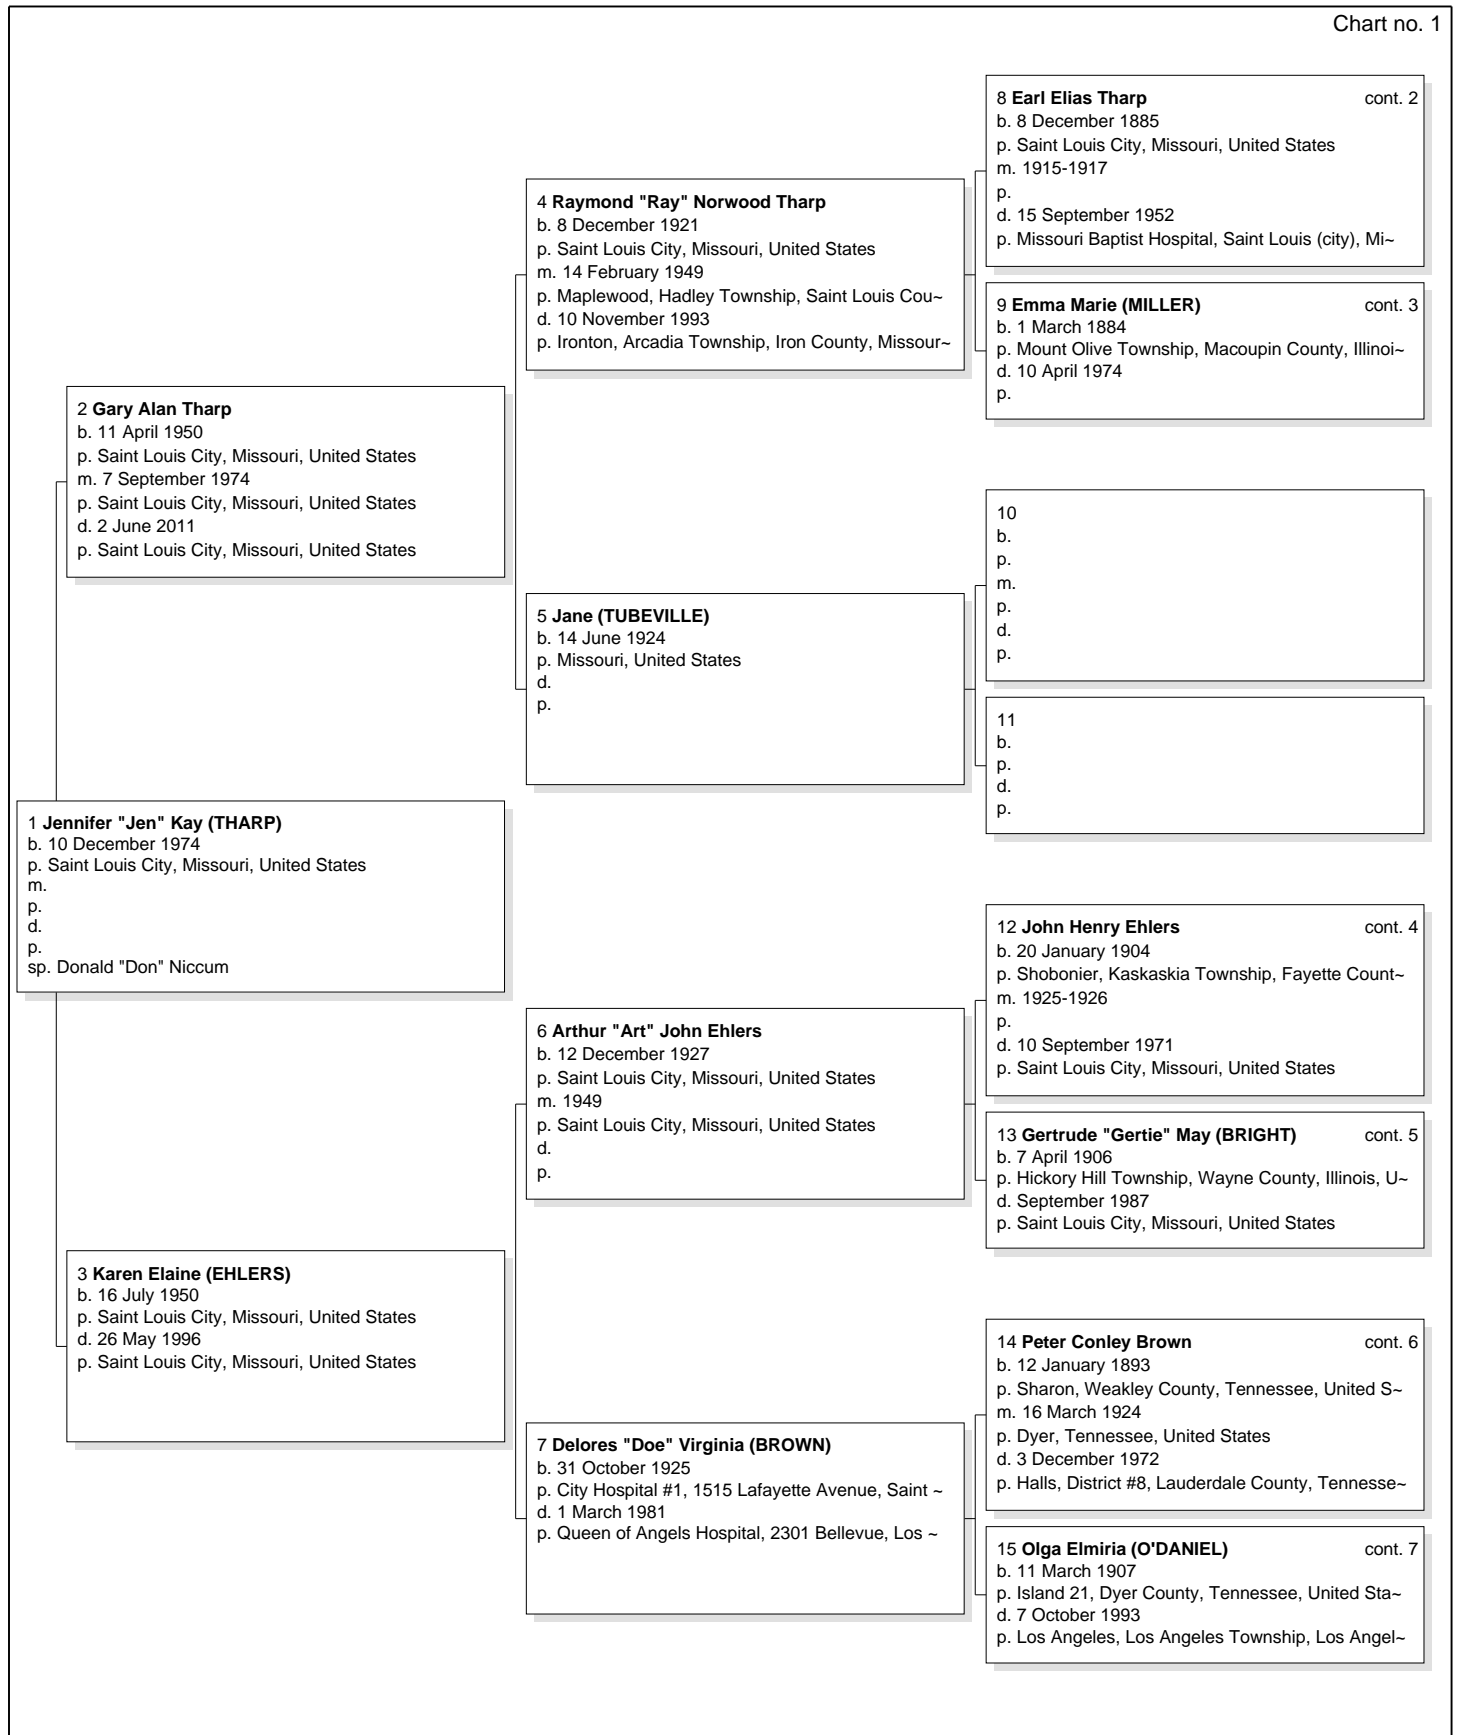 Chart no. 1
8 Earl Elias Tharp cont. 2
b. 8 December 1885
p. Saint Louis City, Missouri, United States
m. 1915-1917
p.
d. 15 September 1952
p. Missouri Baptist Hospital, Saint Louis (city), Mi~
4 Raymond "Ray" Norwood Tharp
b. 8 December 1921
p. Saint Louis City, Missouri, United States
m. 14 February 1949
p. Maplewood, Hadley Township, Saint Louis Cou~
d. 10 November 1993
p. Ironton, Arcadia Township, Iron County, Missour~
9 Emma Marie (MILLER) cont. 3
b. 1 March 1884
p. Mount Olive Township, Macoupin County, Illinoi~
d. 10 April 1974
p.
2 Gary Alan Tharp
b. 11 April 1950
p. Saint Louis City, Missouri, United States
m. 7 September 1974
p. Saint Louis City, Missouri, United States
d. 2 June 2011
p. Saint Louis City, Missouri, United States
10
b.
p.
m.
p.
d.
p.
5 Jane (TUBEVILLE)
b. 14 June 1924
p. Missouri, United States
d.
p.
11
b.
p.
d.
p.
1 Jennifer "Jen" Kay (THARP)
b. 10 December 1974
p. Saint Louis City, Missouri, United States
m.
p.
d.
p.
sp. Donald "Don" Niccum
12 John Henry Ehlers cont. 4
b. 20 January 1904
p. Shobonier, Kaskaskia Township, Fayette Count~
m. 1925-1926
p.
d. 10 September 1971
p. Saint Louis City, Missouri, United States
6 Arthur "Art" John Ehlers
b. 12 December 1927
p. Saint Louis City, Missouri, United States
m. 1949
p. Saint Louis City, Missouri, United States
d.
p.
13 Gertrude "Gertie" May (BRIGHT) cont. 5
b. 7 April 1906
p. Hickory Hill Township, Wayne County, Illinois, U~
d. September 1987
p. Saint Louis City, Missouri, United States
3 Karen Elaine (EHLERS)
b. 16 July 1950
p. Saint Louis City, Missouri, United States
d. 26 May 1996
p. Saint Louis City, Missouri, United States
14 Peter Conley Brown cont. 6
b. 12 January 1893
p. Sharon, Weakley County, Tennessee, United S~
m. 16 March 1924
p. Dyer, Tennessee, United States
d. 3 December 1972
p. Halls, District #8, Lauderdale County, Tennesse~
7 Delores "Doe" Virginia (BROWN)
b. 31 October 1925
p. City Hospital #1, 1515 Lafayette Avenue, Saint ~
d. 1 March 1981
p. Queen of Angels Hospital, 2301 Bellevue, Los ~
15 Olga Elmiria (O'DANIEL) cont. 7
b. 11 March 1907
p. Island 21, Dyer County, Tennessee, United Sta~
d. 7 October 1993
p. Los Angeles, Los Angeles Township, Los Angel~